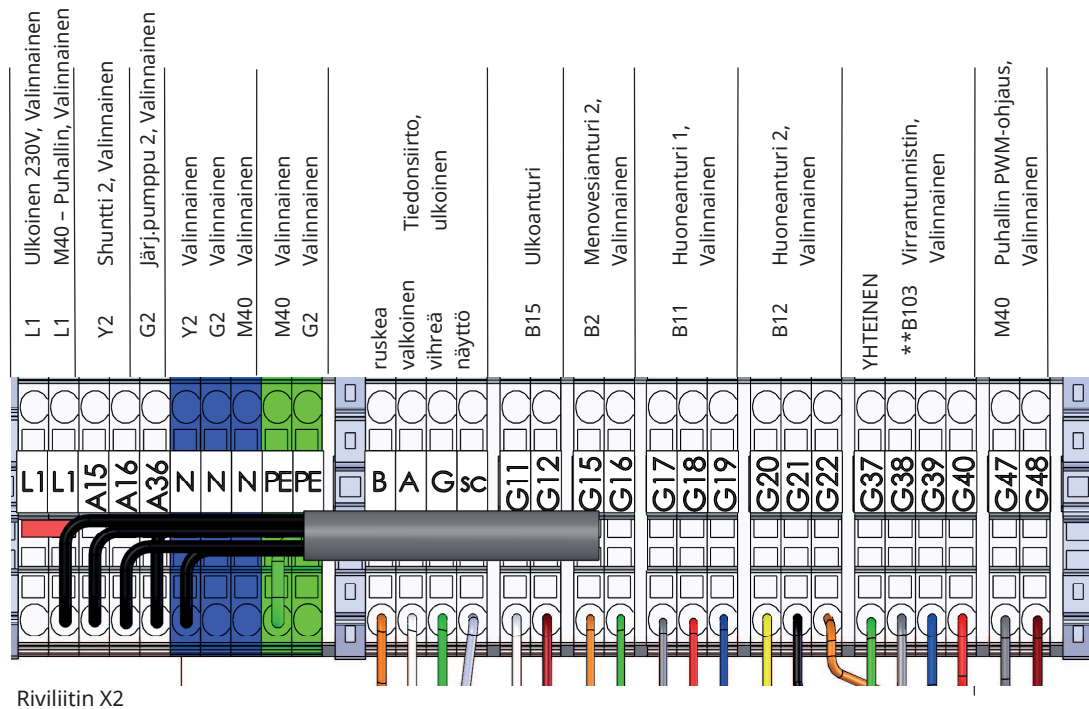 L1 Ulkoinen 230V, Valinnainen
L1 M40 – Puhallin, Valinnainen
Y2 Shuntti 2, Valinnainen
G2 Järj.pumppu 2, Valinnainen
Y2 Valinnainen
G2 Valinnainen
M40 Valinnainen
M40 Valinnainen
G2 Valinnainen
ruskea
valkoinen
vihreä
näyttö
Tiedonsiirto,
ulkoinen
B15 Ulkoanturi
B2 Menovesianturi 2,
Valinnainen
B11 Huoneanturi 1,
Valinnainen
B12 Huoneanturi 2,
Valinnainen
YHTEINEN
**B103 Virrantunnistin,
Valinnainen
M40 Puhallin PWM-ohjaus,
Valinnainen
L1 L1 A15 A16 A36 N N N PE PE B A G SC G11 G12 G15 G16 G17 G18 G19 G20 G21 G22 G37 G38 G39 G40 G47 G48
Riviliitin X2